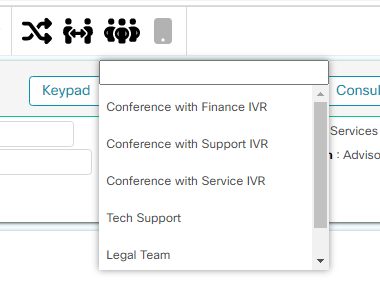 Keypad
Consul
Conference with Finance IVR
Services
Conference with Support IVR
n : Adviso
Conference with Service IVR
Tech Support
Legal Team